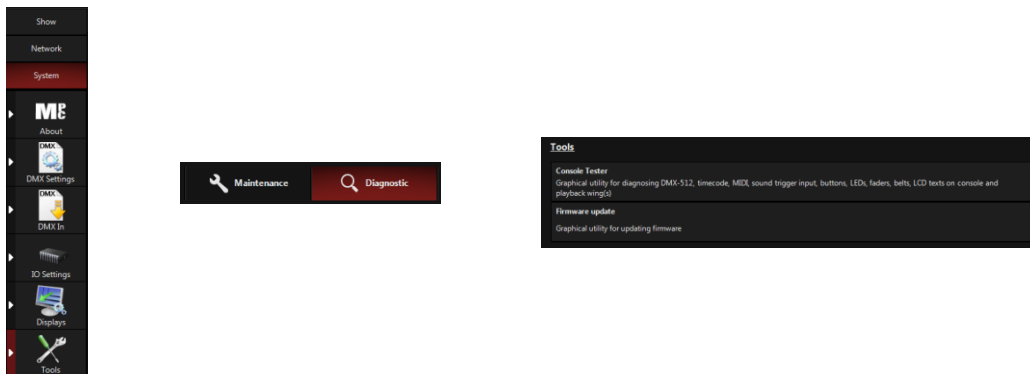 Show
Network
System
About
DMX
DMX Settings
DMX
DMX In
IO Settings
Displays
Tools
Maintenance
Diagnostic
Tools
Console Tester
Graphical utility for diagnosing DMX-512, timecode, MIDI, sound trigger input, buttons, LEDs, faders, belts, LCD texts on console and
playback wing(s)
Firmware update
Graphical utility for updating firmware